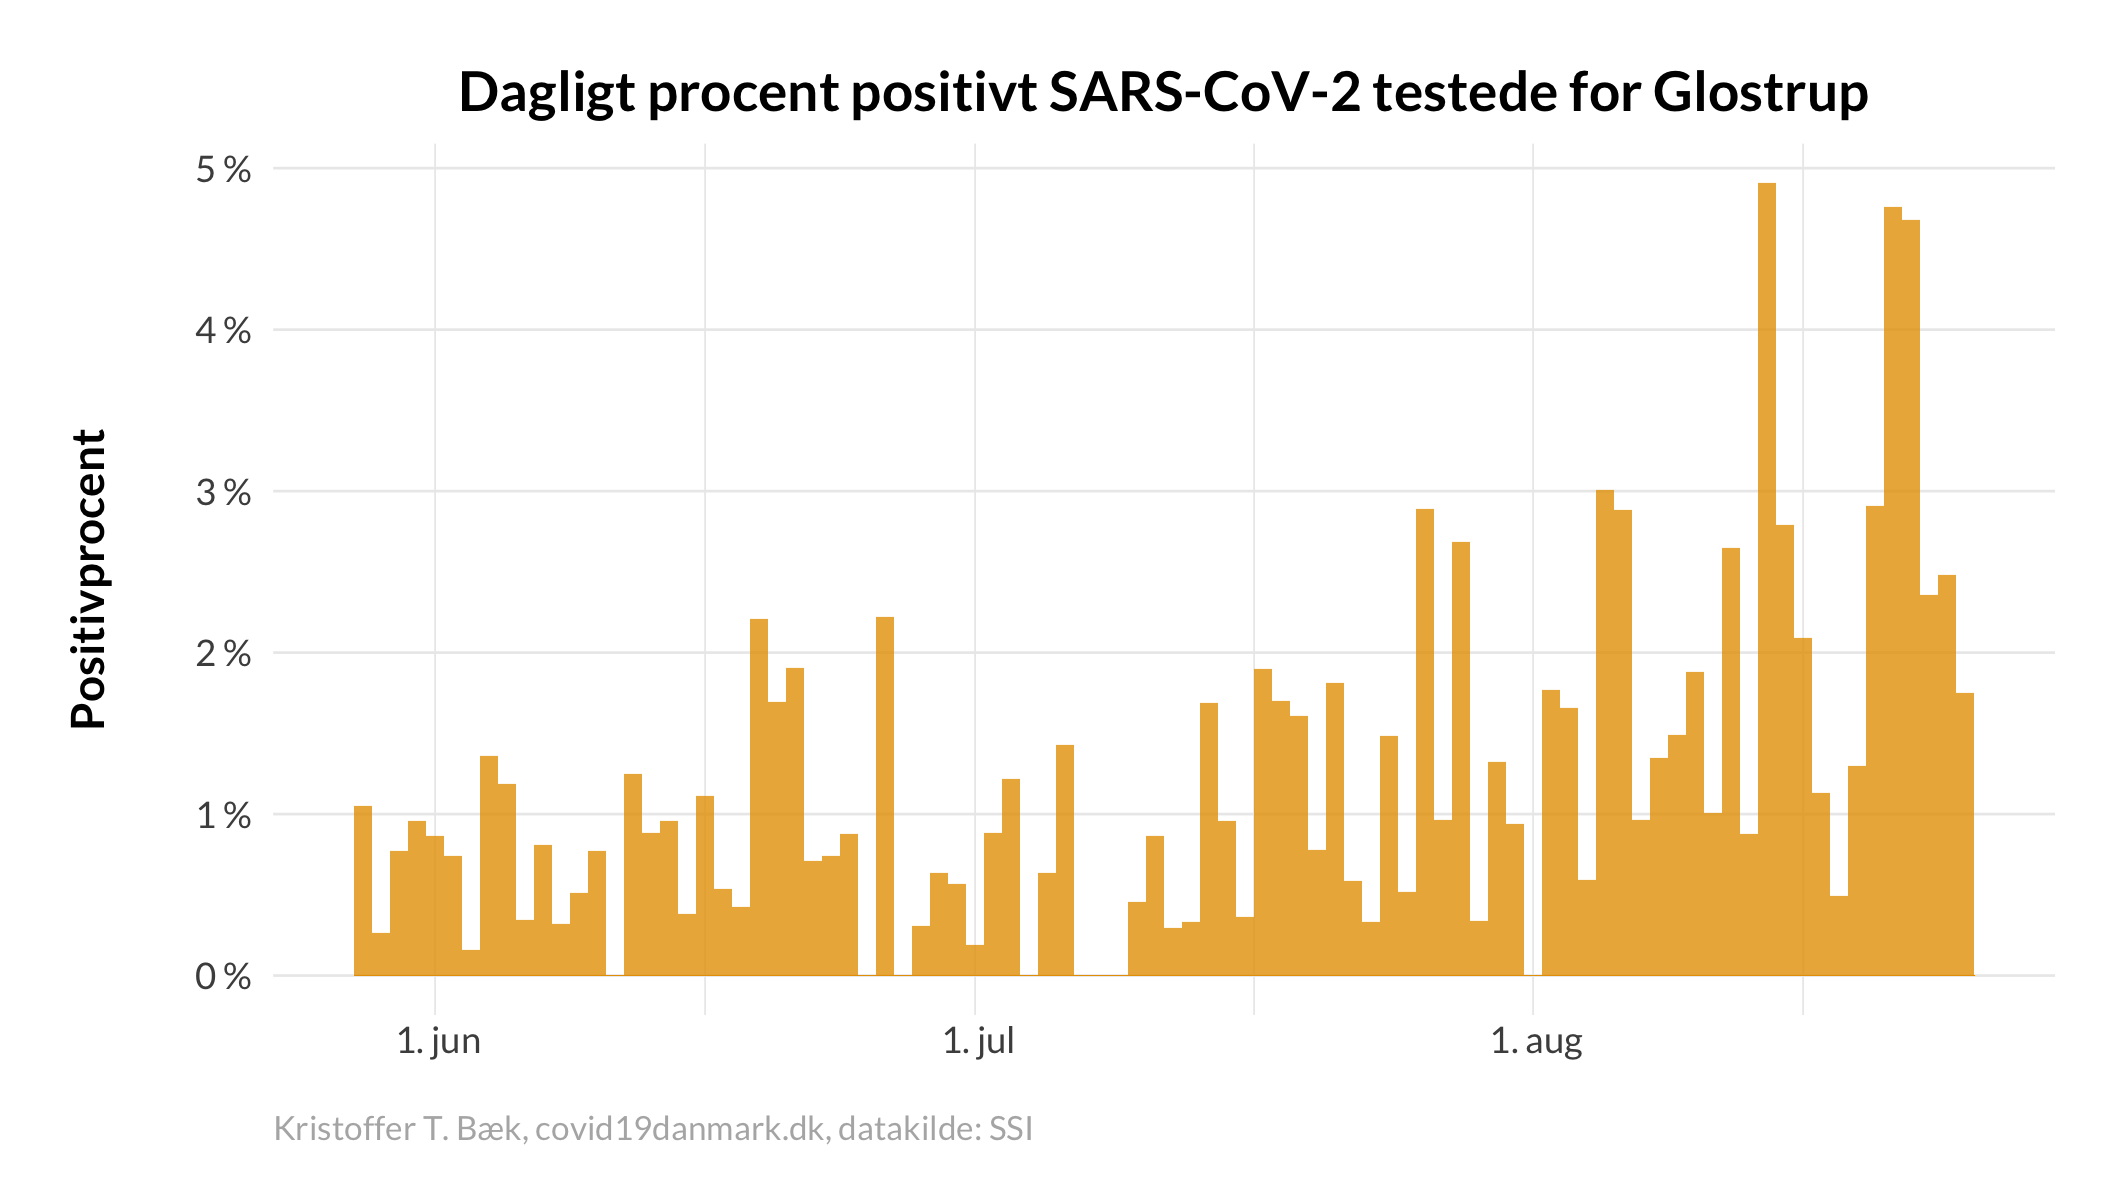 Dagligt procent positivt SARS-CoV-2 testede for Glostrup
Positivprocent
5 %
4 %
3 %
2 %
1 %
0 %
1. jun
1. jul
1. aug
Kristoffer T. Bæk, covid19danmark.dk, datakilde: SSI